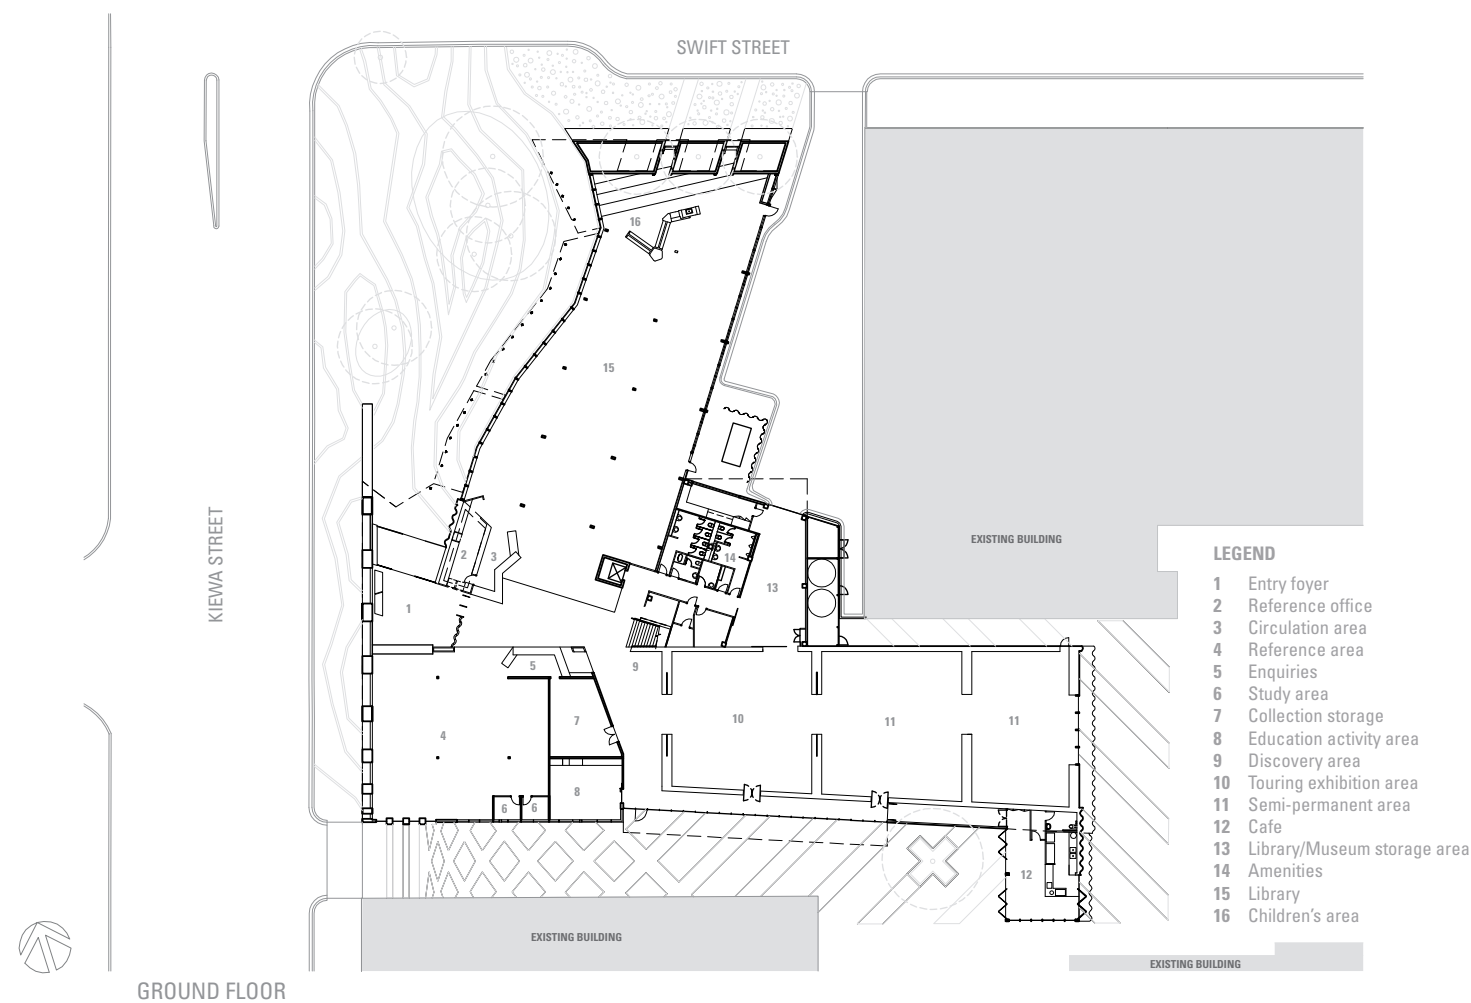 SWIFT STREET
KIEWA STREET
16
15
2
3
14
13
1
5
9
10
11
11
7
4
8
6
6
12
EXISTING BUILDING
EXISTING BUILDING
EXISTING BUILDING
LEGEND
1 Entry foyer
2 Reference office
3 Circulation area
4 Reference area
5 Enquiries
6 Study area
7 Collection storage
8 Education activity area
9 Discovery area
10 Touring exhibition area
11 Semi-permanent area
12 Cafe
13 Library/Museum storage area
14 Amenities
15 Library
16 Children's area
GROUND FLOOR